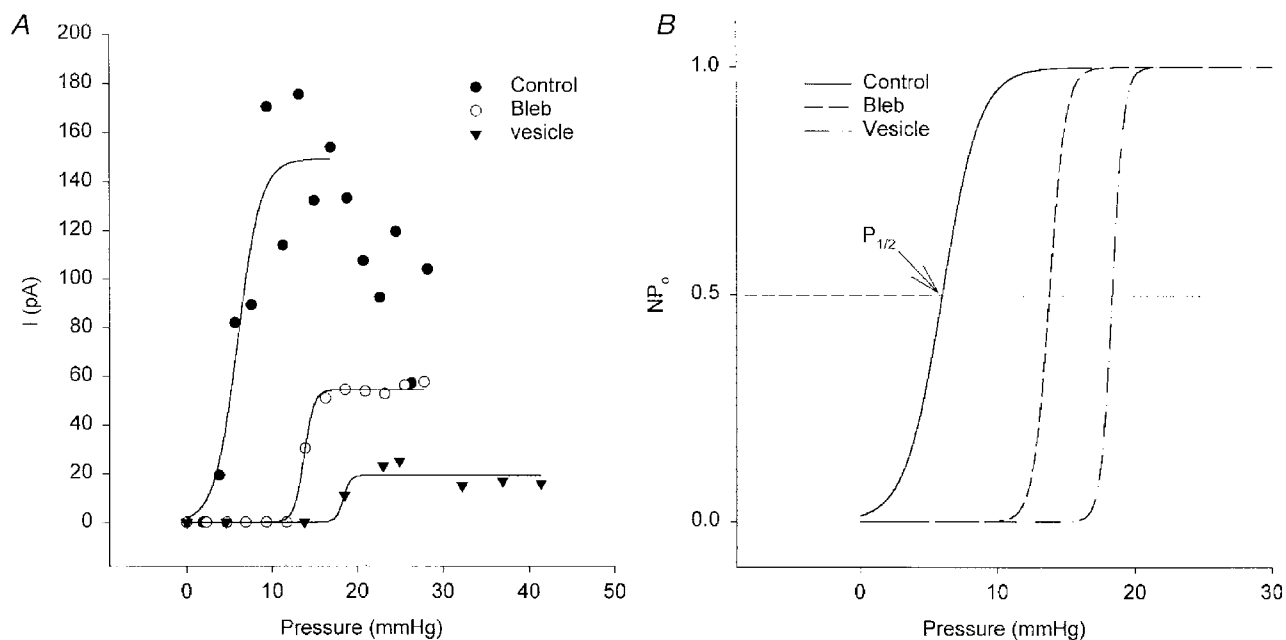 A
200
180
160
140
120
100
80
60
40
20
0
I (pA)
Control
Bleb
vesicle
0 10 20 30 40 50
Pressure (mmHg)
B
1.0
0.5
0.0
NPo
Control
Bleb
Vesicle
P1/2
0 10 20 30
Pressure (mmHg)